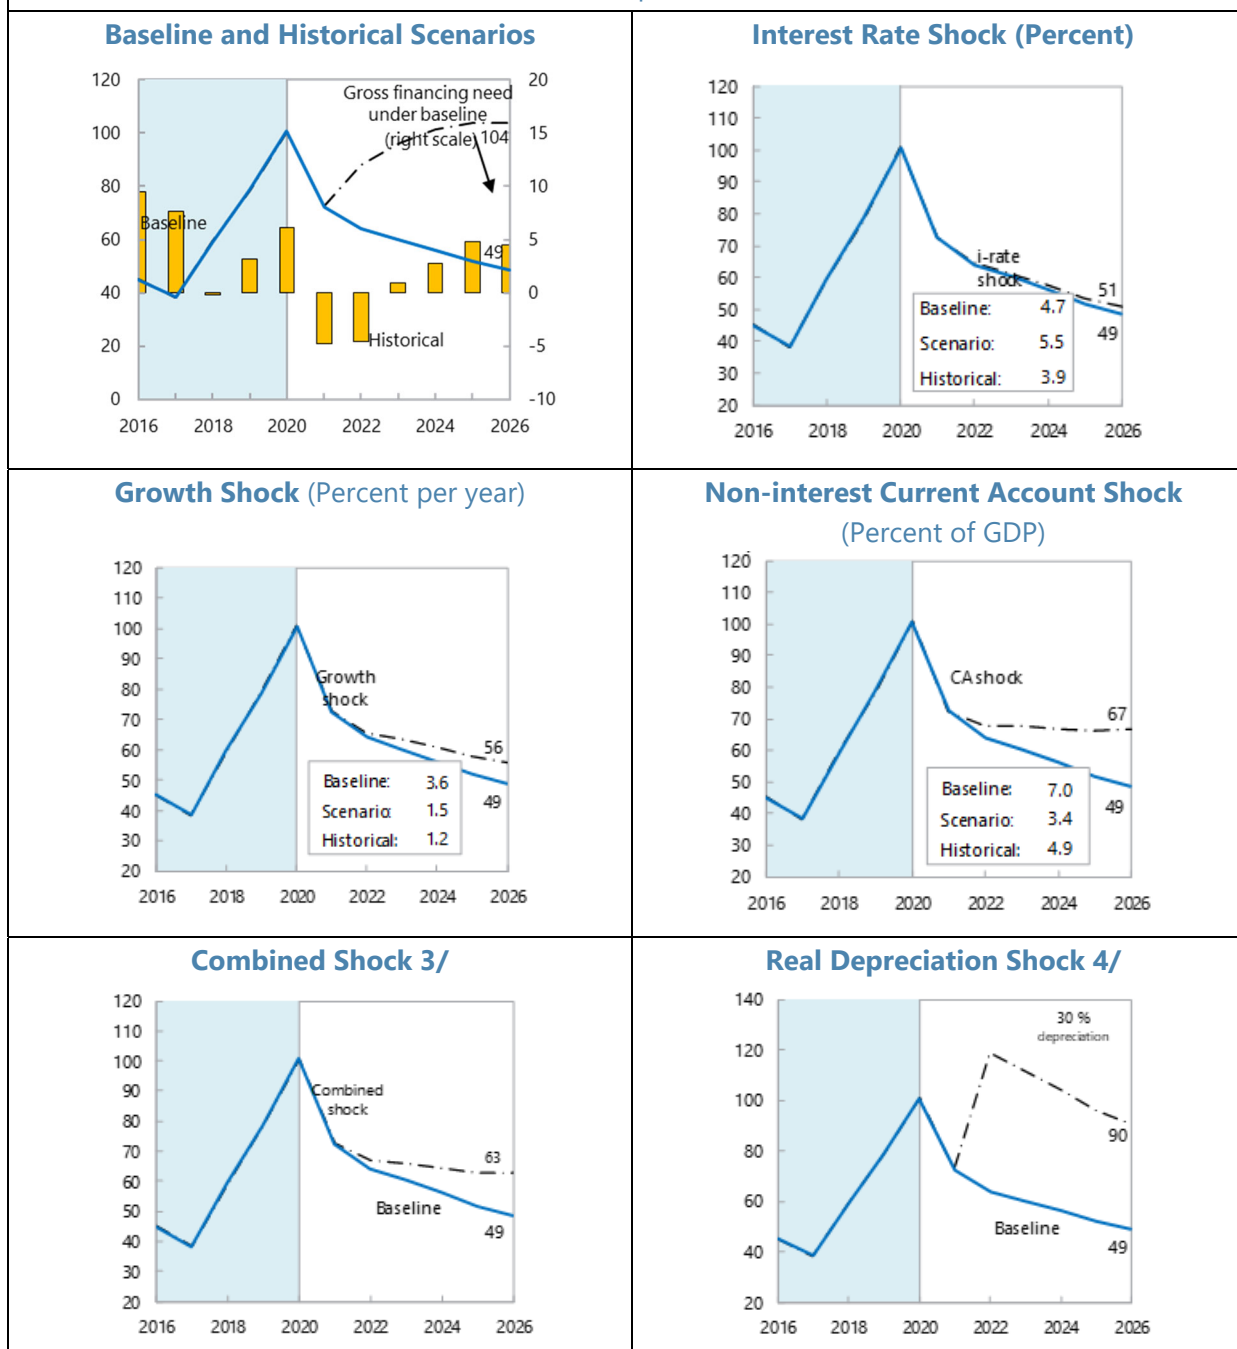 Baseline and Historical Scenarios
120
100
80
60
40
20
0
20
15
10
5
0
-5
-10
Gross financing need
under baseline
(right scale)
104
Baseline
49
Historical
2016 2018 2020 2022 2024 2026
Interest Rate Shock (Percent)
120
110
100
90
80
70
60
50
40
30
20
i-rate
shock
51
49
Baseline: 4.7
Scenario: 5.5
Historical: 3.9
2016 2018 2020 2022 2024 2026
Growth Shock (Percent per year)
120
110
100
90
80
70
60
50
40
30
20
Growth
shock
56
49
Baseline: 3.6
Scenario: 1.5
Historical: 1.2
2016 2018 2020 2022 2024 2026
Non-interest Current Account Shock
(Percent of GDP)
120
110
100
90
80
70
60
50
40
30
20
CA shock
67
49
Baseline: 7.0
Scenario: 3.4
Historical: 4.9
2016 2018 2020 2022 2024 2026
Combined Shock 3/
120
110
100
90
80
70
60
50
40
30
20
Combined
shock
63
Baseline
49
2016 2018 2020 2022 2024 2026
Real Depreciation Shock 4/
140
120
100
80
60
40
20
30 %
depreciation
90
Baseline
49
2016 2018 2020 2022 2024 2026